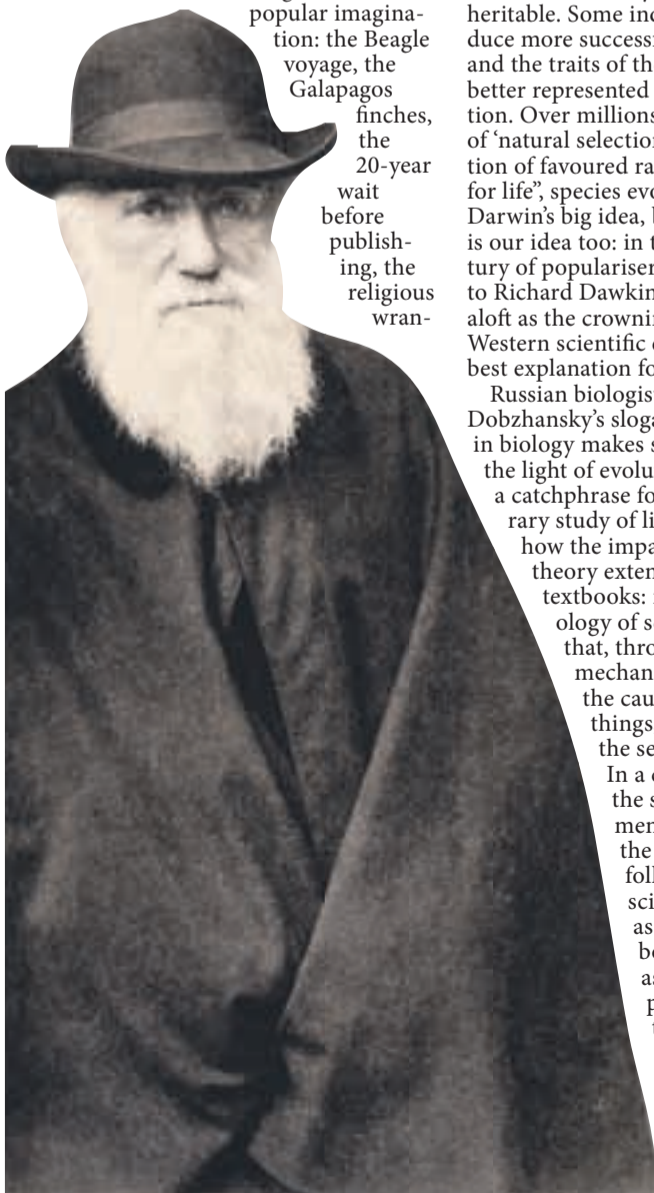 popular imagina-
tion: the Beagle
voyage, the
Galapagos
finches,
the
20-year
wait
before
publish-
ing, the
religious
wran-
heritable. Some ind
duce more successf
and the traits of th
better represented
tion. Over millions
of ‘natural selection
tion of favoured ra
for life”, species evo
Darwin’s big idea, b
is our idea too: in t
tury of populariser
to Richard Dawkin
aloft as the crownin
Western scientific
best explanation fo
Russian biologist
Dobzhansky’s sloga
in biology makes s
the light of evolu
a catchphrase fo
rary study of li
how the impa
theory exten
textbooks:
ology of s
that, thro
mechan
the cau
things
the se
In a
the s
men
the
foll
sci
as
be
as
p
t